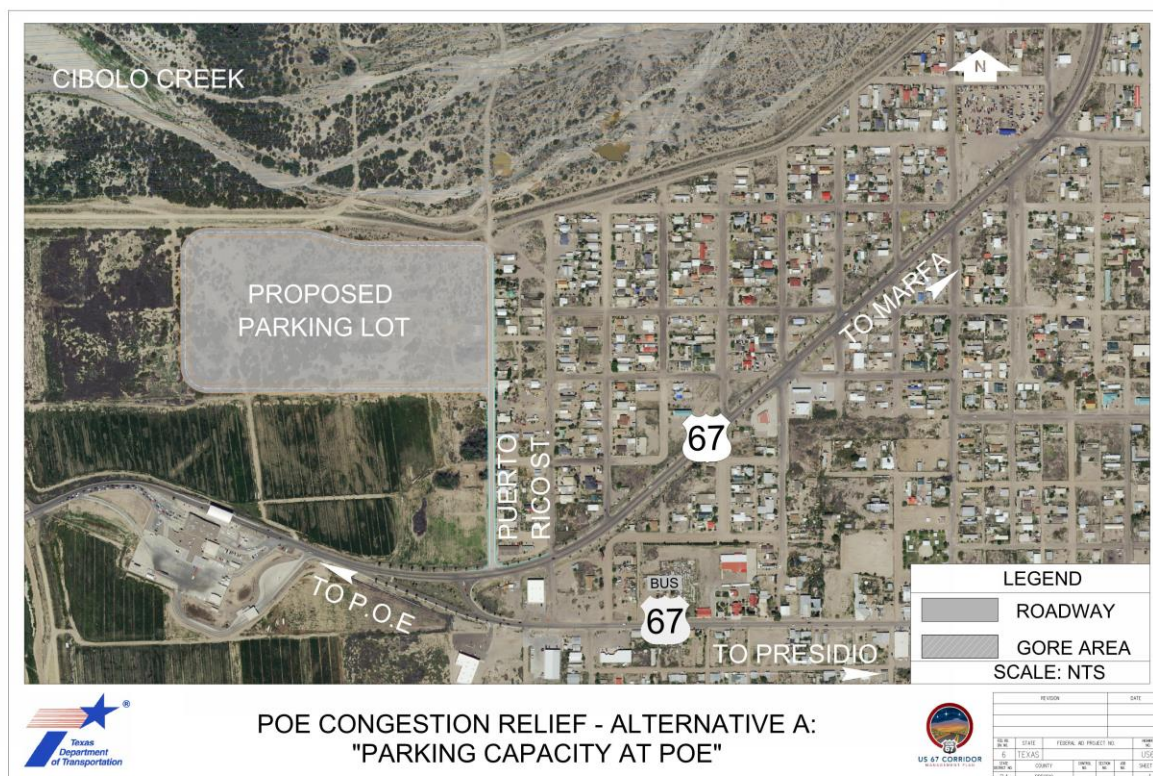 CIBOLO CREEK
N
PROPOSED
PARKING LOT
TO MARFA
67
PUERTO
RICO ST.
TO P.O.E
BUS
67
TO PRESIDIO
LEGEND
ROADWAY
GORE AREA
SCALE: NTS
®
Texas
Department
of Transportation
POE CONGESTION RELIEF - ALTERNATIVE A:
"PARKING CAPACITY AT POE"
67
US 67 CORRIDOR
REVISION DATE
STATE FEDERAL AID PROJECT NO.
6 TEXAS
COUNTY